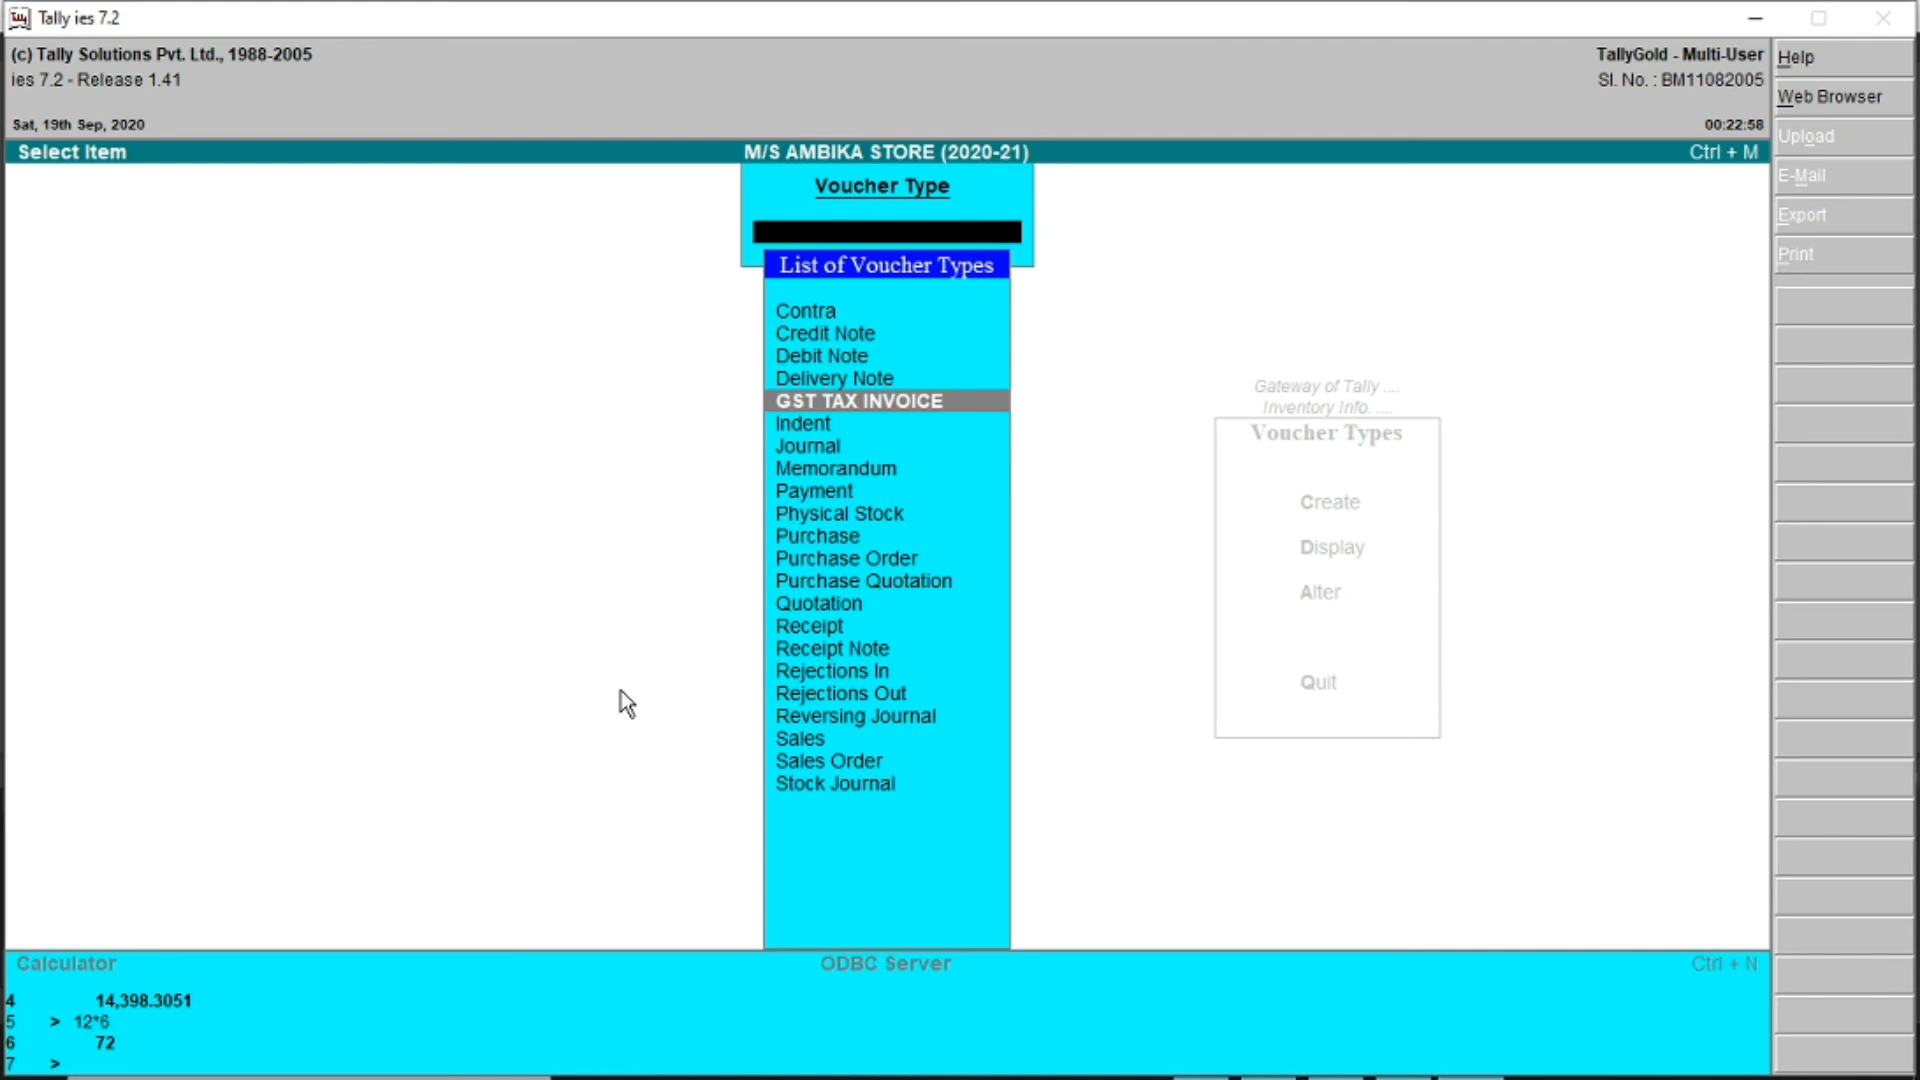 Tally ies 7.2
(c) Tally Solutions Pvt. Ltd., 1988-2005
TallyGold - Multi-User
ies 7.2 - Release 1.41
Sl. No. : BM11082005
Sat, 19th Sep, 2020
00:22:58
Select Item
M/S AMBIKA STORE (2020-21)
Ctrl + M
Voucher Type
List of Voucher Types
Contra
Credit Note
Debit Note
Delivery Note
GST TAX INVOICE
Indent
Journal
Memorandum
Payment
Physical Stock
Purchase
Purchase Order
Purchase Quotation
Quotation
Receipt
Receipt Note
Rejections In
Rejections Out
Reversing Journal
Sales
Sales Order
Stock Journal
Gateway of Tally ....
Inventory Info. ....
Voucher Types
Create
Display
Alter
Quit
Help
Web Browser
Upload
E-Mail
Export
Print
Calculator
ODBC Server
Ctrl + N
4 14,398.3051
5 > 12*6
6 72
7 >